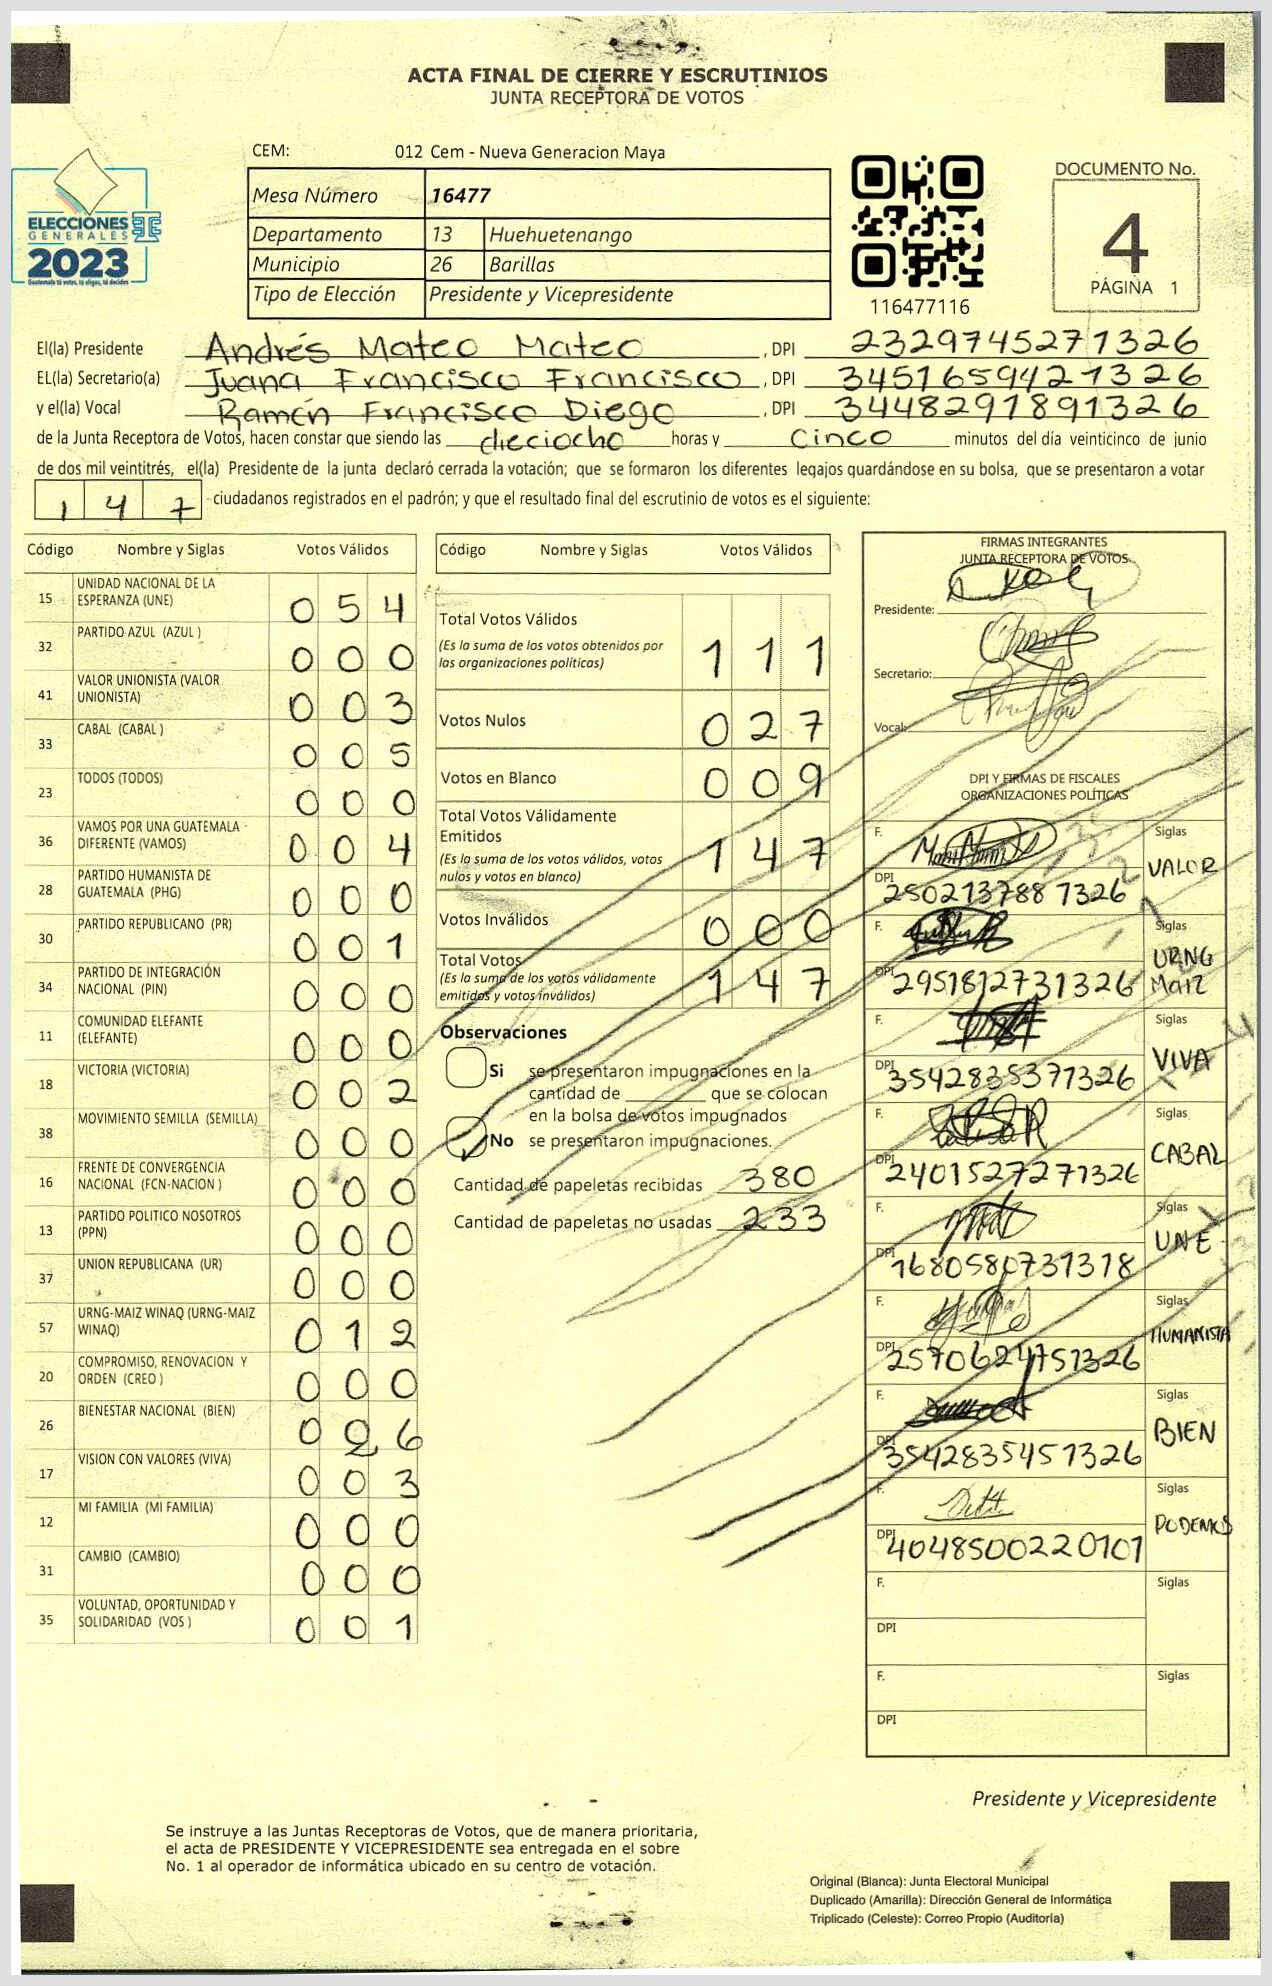 ACTA FINAL DE CIERRE Y ESCRUTINIOS
JUNTA RECEPTORA DE VOTOS
CEM: 012 Cem - Nueva Generacion Maya
Mesa Número 16477
Departamento 13 Huehuetenango
Municipio 26 Barillas
Tipo de Elección Presidente y Vicepresidente
ELECCIONES
GENERALES
2023
Guatemala tú votas, tú eliges, tú decides
116477116
DOCUMENTO No.
4
PÁGINA 1
El(la) Presidente Andrés Mateo Mateo , DPI 2329745271326
EL(la) Secretario(a) Juana Francisco Francisco , DPI 3451659421326
y el(la) Vocal Ramón Francisco Diego , DPI 3448291891326
de la Junta Receptora de Votos, hacen constar que siendo las dieciocho horas y cinco minutos del día veinticinco de junio
de dos mil veintitrés, el(la) Presidente de la junta declaró cerrada la votación; que se formaron los diferentes legajos quardándose en su bolsa, que se presentaron a votar
1 4 7 ciudadanos registrados en el padrón; y que el resultado final del escrutinio de votos es el siguiente:
Código Nombre y Siglas Votos Válidos
15 UNIDAD NACIONAL DE LA ESPERANZA (UNE) 0 5 4
32 PARTIDO AZUL (AZUL ) 0 0 0
41 VALOR UNIONISTA (VALOR UNIONISTA) 0 0 3
33 CABAL (CABAL ) 0 0 5
23 TODOS (TODOS) 0 0 0
36 VAMOS POR UNA GUATEMALA DIFERENTE (VAMOS) 0 0 4
28 PARTIDO HUMANISTA DE GUATEMALA (PHG) 0 0 0
30 PARTIDO REPUBLICANO (PR) 0 0 1
34 PARTIDO DE INTEGRACIÓN NACIONAL (PIN) 0 0 0
11 COMUNIDAD ELEFANTE (ELEFANTE) 0 0 0
18 VICTORIA (VICTORIA) 0 0 2
38 MOVIMIENTO SEMILLA (SEMILLA) 0 0 0
16 FRENTE DE CONVERGENCIA NACIONAL (FCN-NACION ) 0 0 0
13 PARTIDO POLITICO NOSOTROS (PPN) 0 0 0
37 UNION REPUBLICANA (UR) 0 0 0
57 URNG-MAIZ WINAQ (URNG-MAIZ WINAQ) 0 1 2
20 COMPROMISO, RENOVACION Y ORDEN (CREO ) 0 0 0
26 BIENESTAR NACIONAL (BIEN) 0 2 6
17 VISION CON VALORES (VIVA) 0 0 3
12 MI FAMILIA (MI FAMILIA) 0 0 0
31 CAMBIO (CAMBIO) 0 0 0
35 VOLUNTAD, OPORTUNIDAD Y SOLIDARIDAD (VOS ) 0 0 1
Código Nombre y Siglas Votos Válidos
Total Votos Válidos 1 1 1
(Es la suma de los votos obtenidos por
las organizaciones políticas)
Votos Nulos 0 2 7
Votos en Blanco 0 0 9
Total Votos Válidamente
Emitidos 1 4 7
(Es la suma de los votos válidos, votos
nulos y votos en blanco)
Votos Inválidos 0 0 0
Total Votos 1 4 7
(Es la suma de los votos válidamente
emitidos y votos inválidos)
Observaciones
Si se presentaron impugnaciones en la
cantidad de ________ que se colocan
en la bolsa de votos impugnados
No se presentaron impugnaciones.
Cantidad de papeletas recibidas 380
Cantidad de papeletas no usadas 233
FIRMAS INTEGRANTES
JUNTA RECEPTORA DE VOTOS
Presidente:
Secretario:
Vocal:
DPI Y FIRMAS DE FISCALES
ORGANIZACIONES POLÍTICAS
F. Siglas VALOR
DPI 2502137881326
F. Siglas URNG Maiz
DPI 2951812731326
F. Siglas VIVA
DPI 3542835371326
F. Siglas CABAL
DPI 2401527271326
F. Siglas UNE
DPI 1680580731318
F. Siglas HUMANISTA
DPI 2570624751326
F. Siglas BIEN
DPI 3542835451326
F. Siglas PODEMOS
DPI 4048500220101
F. Siglas
DPI
F. Siglas
DPI
Presidente y Vicepresidente
Se instruye a las Juntas Receptoras de Votos, que de manera prioritaria,
el acta de PRESIDENTE Y VICEPRESIDENTE sea entregada en el sobre
No. 1 al operador de informática ubicado en su centro de votación.
Original (Blanca): Junta Electoral Municipal
Duplicado (Amarilla): Dirección General de Informática
Triplicado (Celeste): Correo Propio (Auditoría)